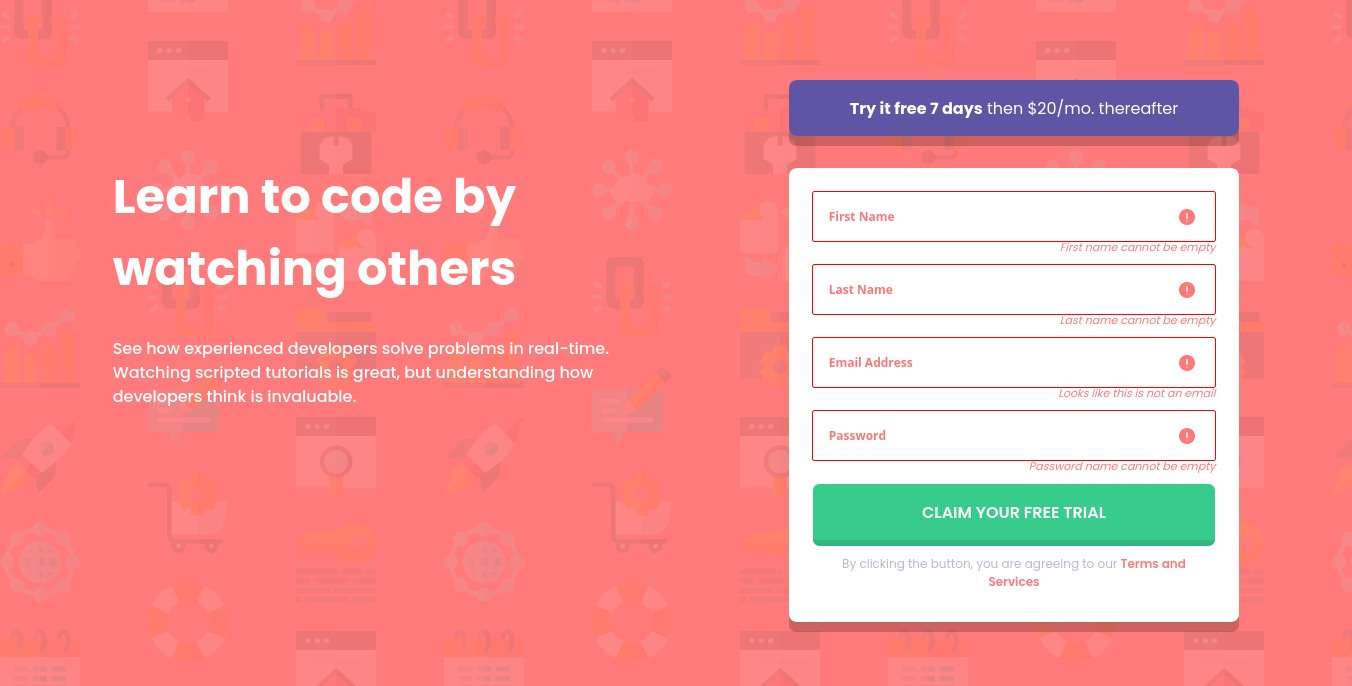 Learn to code by
watching others
See how experienced developers solve problems in real-time.
Watching scripted tutorials is great, but understanding how
developers think is invaluable.
Try it free 7 days then $20/mo. thereafter
First Name
First name cannot be empty
Last Name
Last name cannot be empty
Email Address
Looks like this is not an email
Password
Password name cannot be empty
CLAIM YOUR FREE TRIAL
By clicking the button, you are agreeing to our Terms and
Services